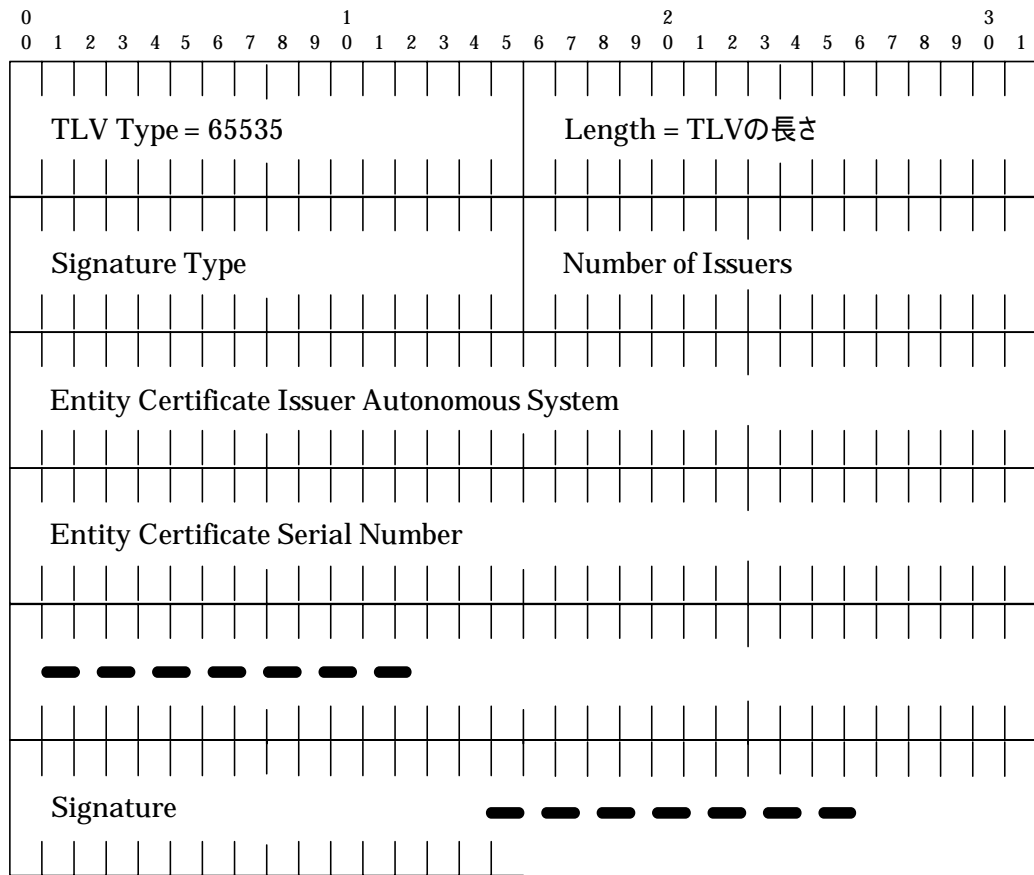 0 1 2 3
0 1 2 3 4 5 6 7 8 9 0 1 2 3 4 5 6 7 8 9 0 1 2 3 4 5 6 7 8 9 0 1
TLV Type = 65535 Length = TLVの長さ
Signature Type Number of Issuers
Entity Certificate Issuer Autonomous System
Entity Certificate Serial Number
Signature